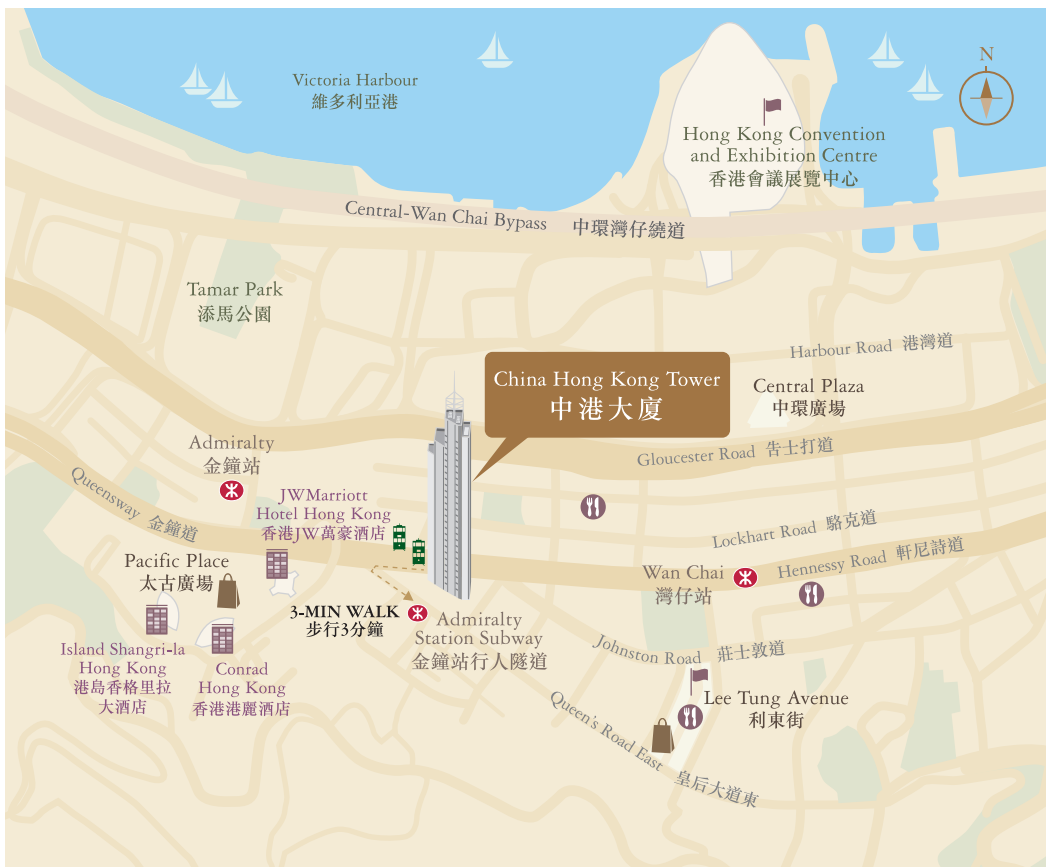 Victoria Harbour
維多利亞港
N
Hong Kong Convention
and Exhibition Centre
香港會議展覽中心
Central-Wan Chai Bypass 中環灣仔繞道
Tamar Park
添馬公園
Harbour Road 港灣道
China Hong Kong Tower
中港大廈
Central Plaza
中環廣場
Gloucester Road 告士打道
Admiralty
金鐘站
Queensway 金鐘道
JWMarriott
Hotel Hong Kong
香港JW萬豪酒店
Lockhart Road 駱克道
Hennessy Road 軒尼詩道
Pacific Place
太古廣場
Wan Chai
灣仔站
3-MIN WALK
步行3分鐘
Admiralty
Station Subway
金鐘站行人隧道
Johnston Road 莊士敦道
Island Shangri-la
Hong Kong
港島香格里拉
大酒店
Conrad
Hong Kong
香港港麗酒店
Lee Tung Avenue
利東街
Queen's Road East 皇后大道東